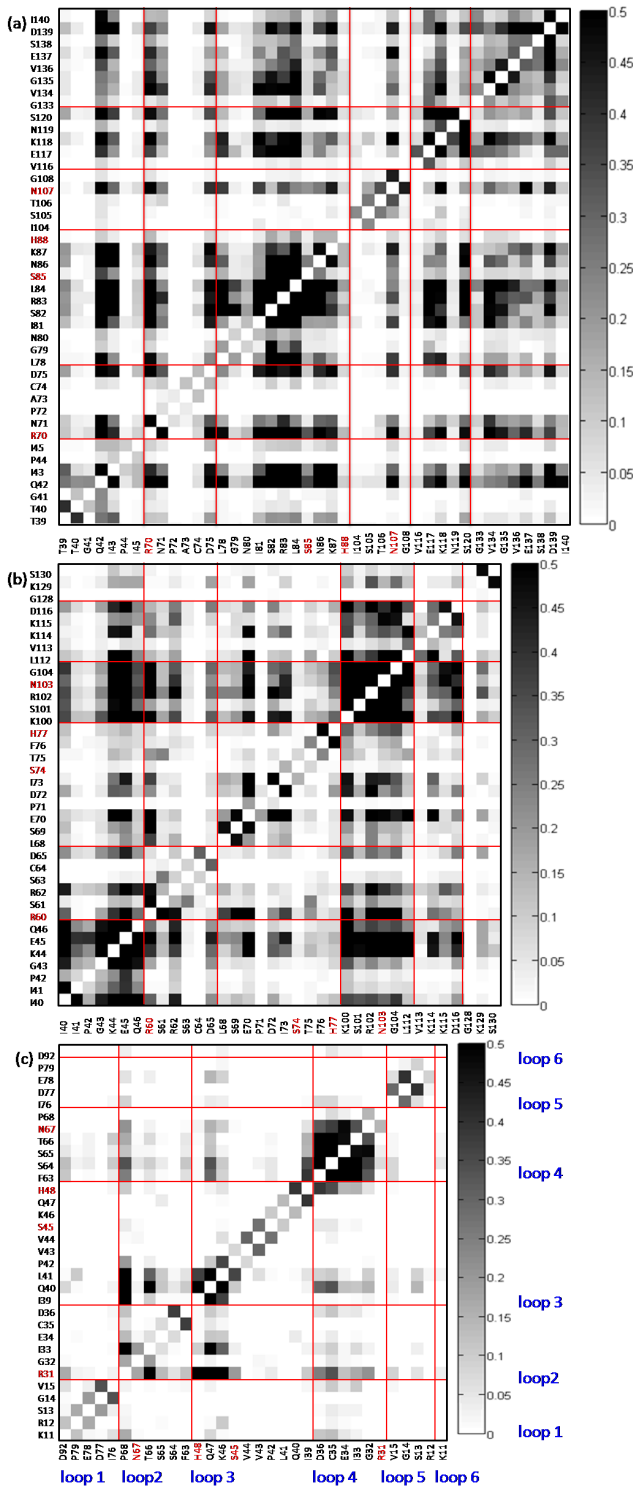 (a)
I140
D139
S138
E137
V136
G135
V134
G133
S120
N119
K118
E117
V116
G108
N107
T106
S105
I104
H88
K87
N86
S85
L84
R83
S82
I81
N80
G79
L78
D75
C74
A73
P72
N71
R70
I45
P44
I43
Q42
G41
T40
T39
T39 T40 G41 Q42 I43 P44 I45 R70 N71 P72 A73 C74 D75 L78 G79 N80 I81 S82 R83 L84 S85 N86 K87 H88 I104 S105 T106 N107 G108 V116 E117 K118 N119 S120 G133 V134 G135 V136 E137 S138 D139 I140
0.5
0.45
0.4
0.35
0.3
0.25
0.2
0.15
0.1
0.05
0
(b)
S130
K129
G128
D116
K115
K114
V113
L112
G104
N103
R102
S101
K100
H77
F76
T75
S74
I73
D72
P71
E70
S69
L68
D65
C64
S63
R62
S61
R60
Q46
E45
K44
G43
P42
I41
I40
I40 I41 P42 G43 K44 E45 Q46 R60 S61 R62 S63 C64 D65 L68 S69 E70 P71 D72 I73 S74 T75 F76 H77 K100 S101 R102 N103 G104 L112 V113 K114 K115 D116 G128 K129 S130
0.5
0.45
0.4
0.35
0.3
0.25
0.2
0.15
0.1
0.05
0
(c)
D92
P79
E78
D77
I76
P68
N67
T66
S65
S64
F63
H48
Q47
K46
S45
V44
V43
P42
L41
Q40
I39
D36
C35
E34
I33
G32
R31
V15
G14
S13
R12
K11
D92 P79 E78 D77 I76 P68 N67 T66 S65 S64 F63 H48 Q47 K46 S45 V44 V43 P42 L41 Q40 I39 D36 C35 E34 I33 G32 R31 V15 G14 S13 R12 K11
0.5
0.45
0.4
0.35
0.3
0.25
0.2
0.15
0.1
0.05
0
loop 6
loop 5
loop 4
loop 3
loop2
loop 1
loop 1 loop2 loop 3 loop 4 loop 5 loop 6